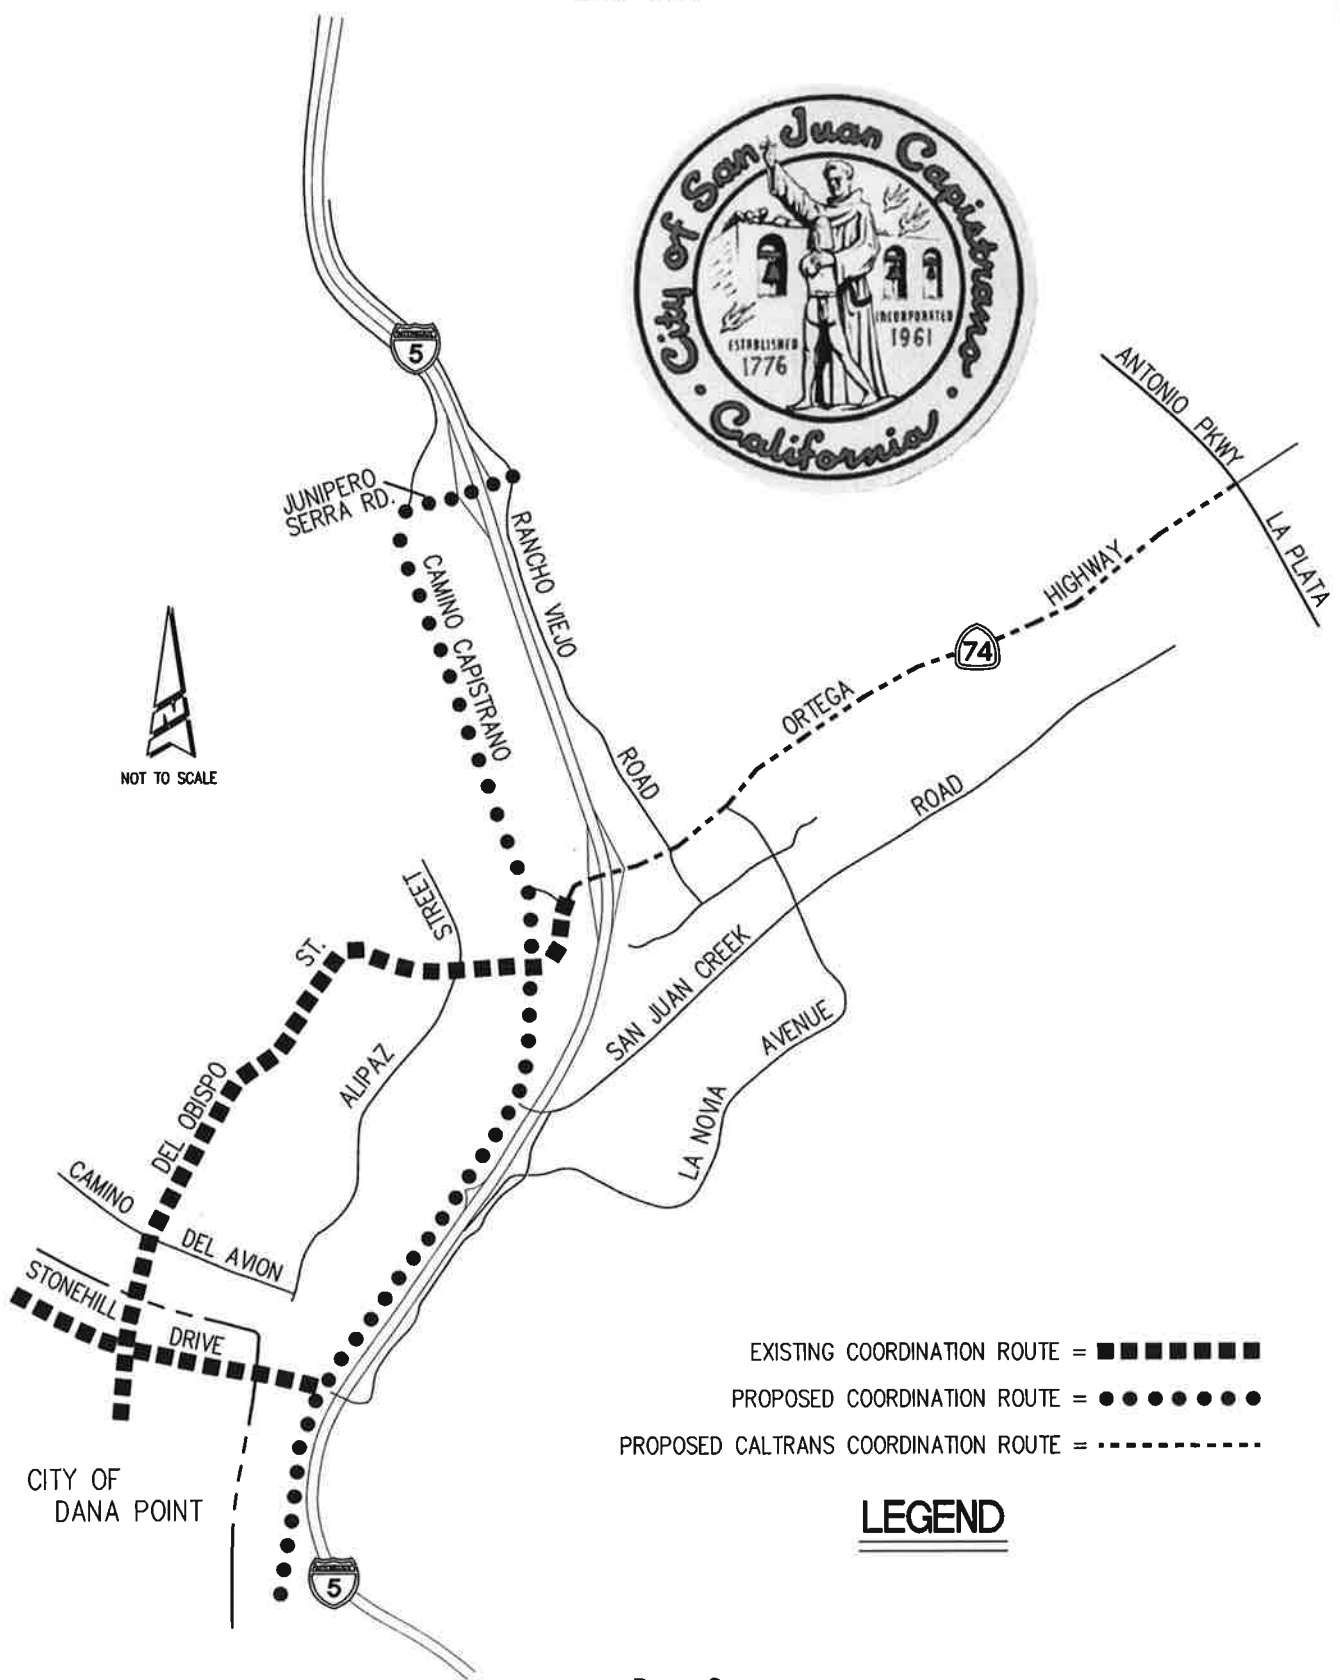 5
City of San Juan Capistrano
California
ESTABLISHED
1776
INCORPORATED
1961
ANTONIO PKWY
LA PLATA
JUNIPERO
SERRA RD.
RANCHO VIEJO
ROAD
CAMINO CAPISTRANO
HIGHWAY
74
ORTEGA
NOT TO SCALE
ROAD
STREET
ST.
SAN JUAN CREEK
AVENUE
ALIPAZ
DEL OBISPO
LA NOVIA
CAMINO
DEL AVION
STONEHILL
DRIVE
EXISTING COORDINATION ROUTE =
PROPOSED COORDINATION ROUTE =
PROPOSED CALTRANS COORDINATION ROUTE =
CITY OF
DANA POINT
LEGEND
5